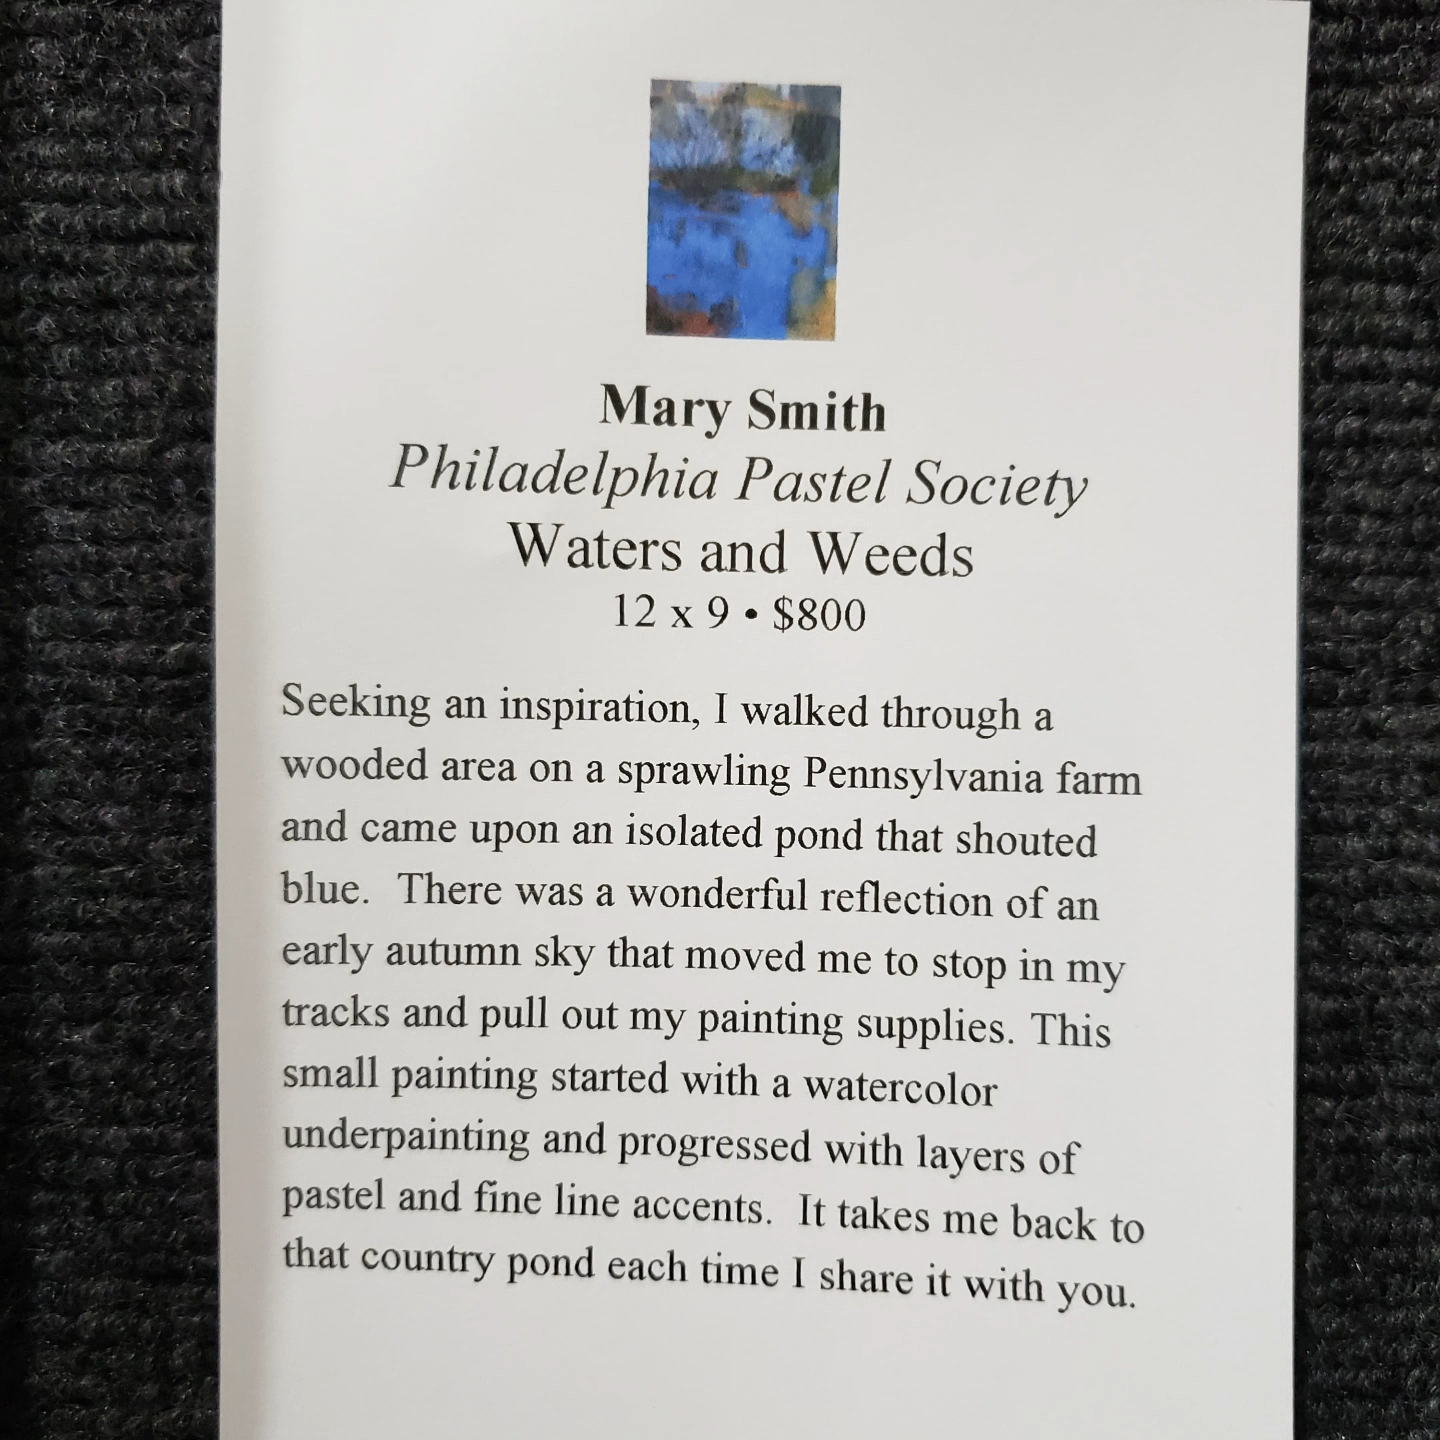 Mary Smith
Philadelphia Pastel Society
Waters and Weeds
12 x 9 • $800
Seeking an inspiration, I walked through a
wooded area on a sprawling Pennsylvania farm
and came upon an isolated pond that shouted
blue.  There was a wonderful reflection of an
early autumn sky that moved me to stop in my
tracks and pull out my painting supplies. This
small painting started with a watercolor
underpainting and progressed with layers of
pastel and fine line accents.  It takes me back to
that country pond each time I share it with you.